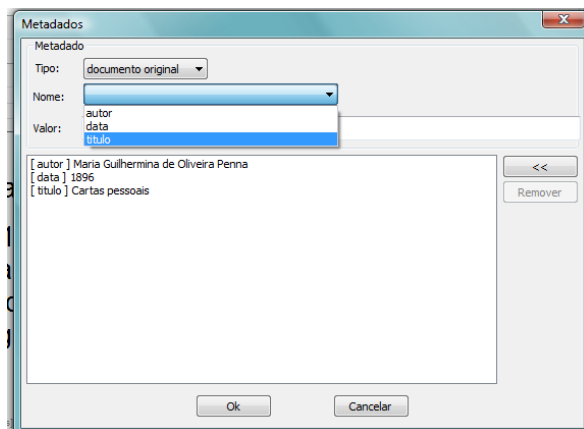 Metadados
Metadado
Tipo: documento original
Nome:
autor
data
Valor:
titulo
[ autor ] Maria Guilhermina de Oliveira Penna
[ data ] 1896
[ titulo ] Cartas pessoais
<<
Remover
Ok Cancelar